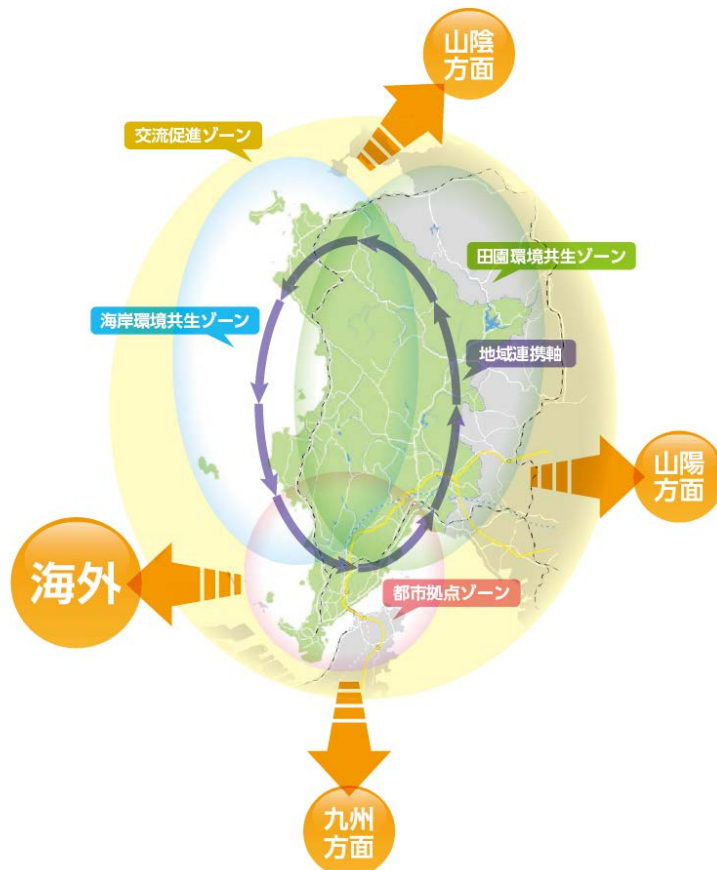 山陰
方面
交流促進ゾーン
田園環境共生ゾーン
海岸環境共生ゾーン
地域連携軸
山陽
方面
海外
都市拠点ゾーン
九州
方面